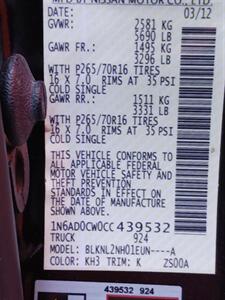 MFD BY NISSAN MOTOR CO., LTD.
03/12
GVWR: 2581 KG
5690 LB
GAWR FR: 1495 KG
3296 LB
WITH P265/70R16 TIRES
16 X 7.0 RIMS AT 35 PSI
COLD SINGLE
GAWR RR: 1511 KG
3331 LB
WITH P265/70R16 TIRES
16 X 7.0 RIMS AT 35 PSI
COLD SINGLE
THIS VEHICLE CONFORMS TO
ALL APPLICABLE FEDERAL
MOTOR VEHICLE SAFETY AND
THEFT PREVENTION
STANDARDS IN EFFECT ON
THE DATE OF MANUFACTURE
SHOWN ABOVE
1N6AD0CW0CC439532
TRUCK 924
MODEL: BLKNL2NH01EUN----A
COLOR: KH3 TRIM: K ZS00A
439532 924